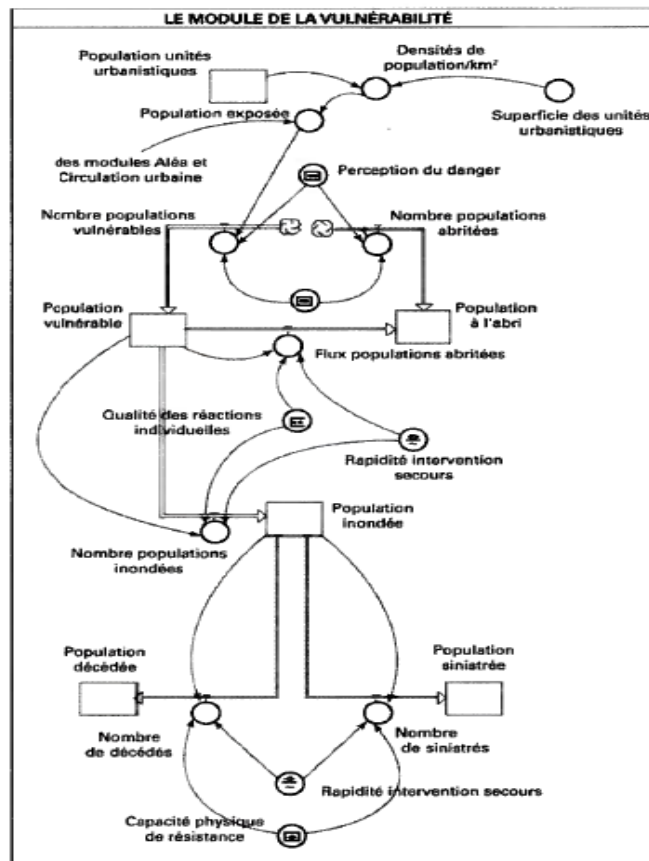 LE MODULE DE LA VULNÉRABILITÉ
Population unités
urbanistiques
Densités de
population/km²
Population exposée
Superficie des unités
urbanistiques
des modules Aléa et
Circulation urbaine
Perception du danger
Nombre populations
vulnérables
Nombre populations
abritées
Population
vulnérable
Population
à l'abri
Flux populations abritées
Qualité des réactions
individuelles
Rapidité intervention
secours
Population
inondée
Nombre populations
inondées
Population
décédée
Population
siniatrée
Nombre
de décédés
Nombre
de sinistrés
Rapidité intervention secours
Capacité physique
de résistance